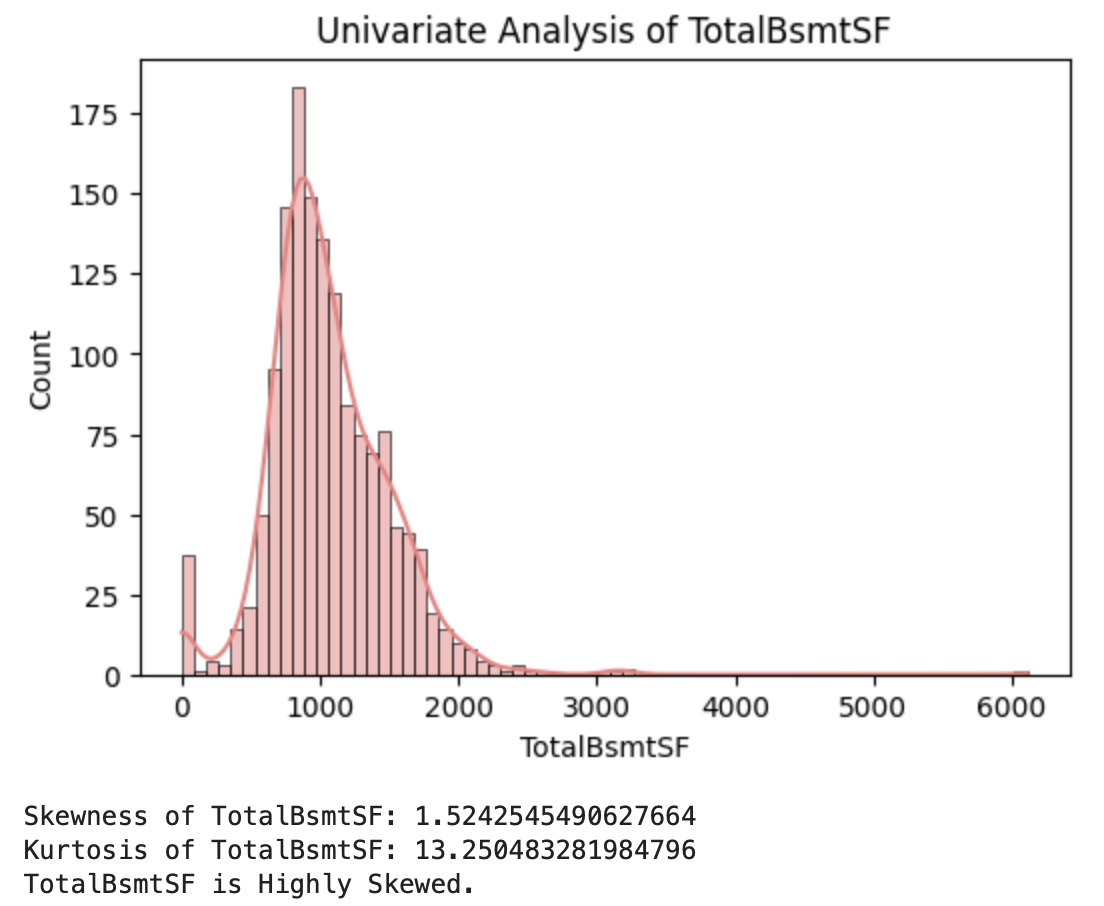 Univariate Analysis of TotalBsmtSF
175
150
125
100
75
50
25
0
Count
0 1000 2000 3000 4000 5000 6000
TotalBsmtSF
Skewness of TotalBsmtSF: 1.5242545490627664
Kurtosis of TotalBsmtSF: 13.250483281984796
TotalBsmtSF is Highly Skewed.